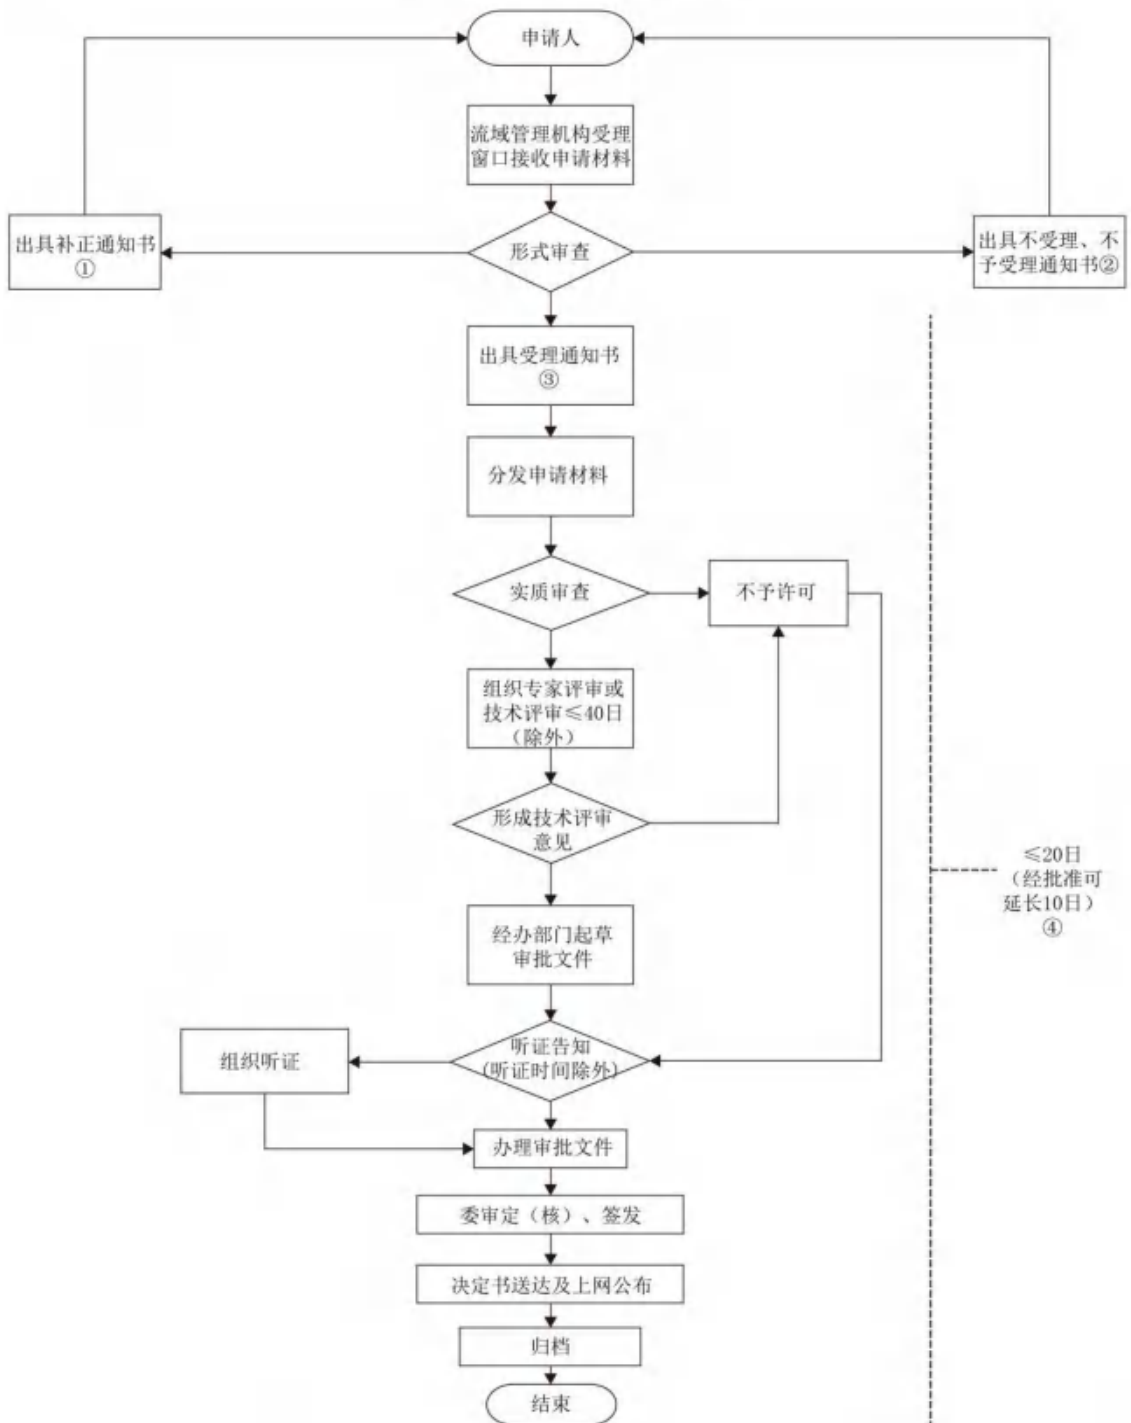 申请人
流域管理机构受理
窗口接收申请材料
出具补正通知书
①
形式审查
出具不受理、不
予受理通知书②
出具受理通知书
③
分发申请材料
实质审查
不予许可
组织专家评审或
技术评审≤40日
（除外）
形成技术评审
意见
≤20日
（经批准可
延长10日）
④
经办部门起草
审批文件
组织听证
听证告知
(听证时间除外)
办理审批文件
委审定（核）、签发
决定书送达及上网公布
归档
结束